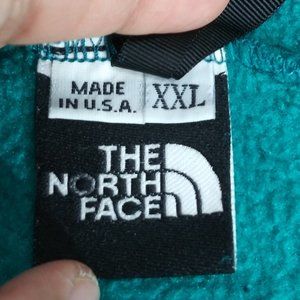 MADE
IN U.S.A.
XXL
THE
NORTH
FACE